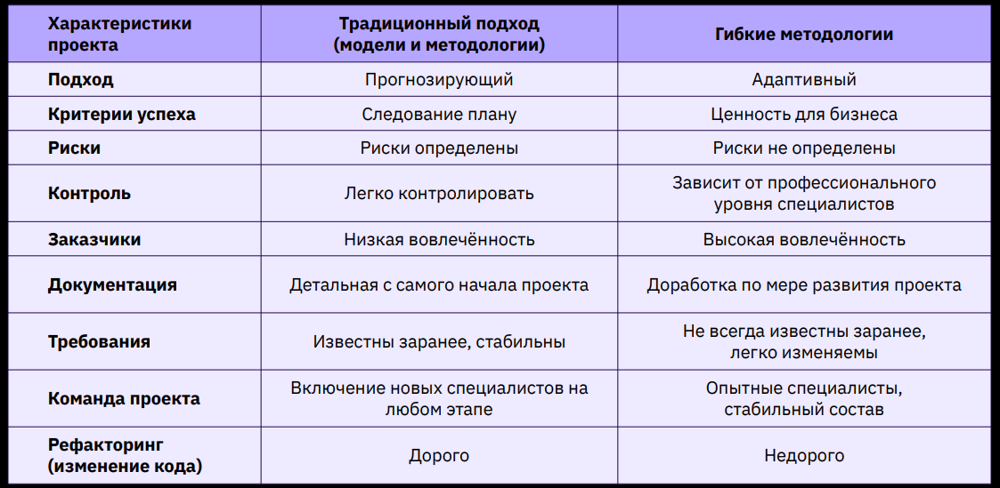 Характеристики
проекта
Традиционный подход
(модели и методологии)
Гибкие методологии
Подход
Прогнозирующий
Адаптивный
Критерии успеха
Следование плану
Ценность для бизнеса
Риски
Риски определены
Риски не определены
Контроль
Легко контролировать
Зависит от профессионального
уровня специалистов
Заказчики
Низкая вовлечённость
Высокая вовлечённость
Документация
Детальная с самого начала проекта
Доработка по мере развития проекта
Требования
Известны заранее, стабильны
Не всегда известны заранее,
легко изменяемы
Команда проекта
Включение новых специалистов на
любом этапе
Опытные специалисты,
стабильный состав
Рефакторинг
(изменение кода)
Дорого
Недорого